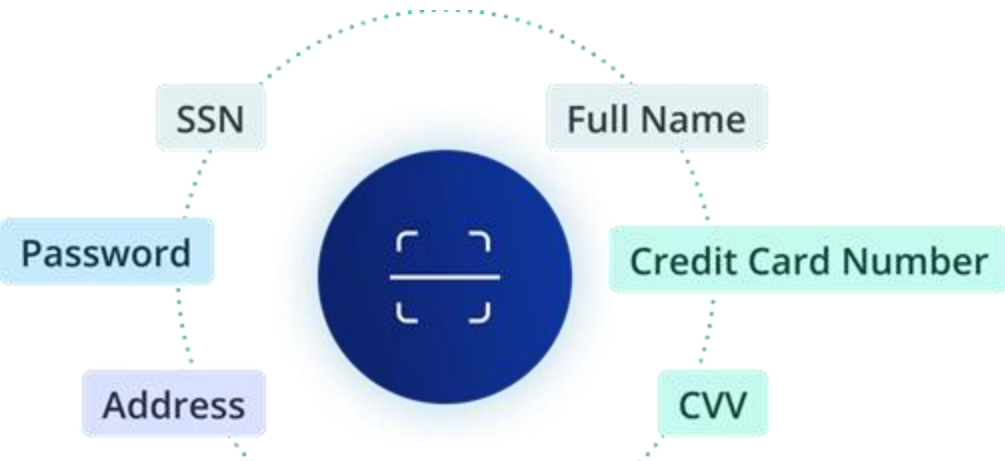 SSN
Full Name
Password
Credit Card Number
Address
CVV